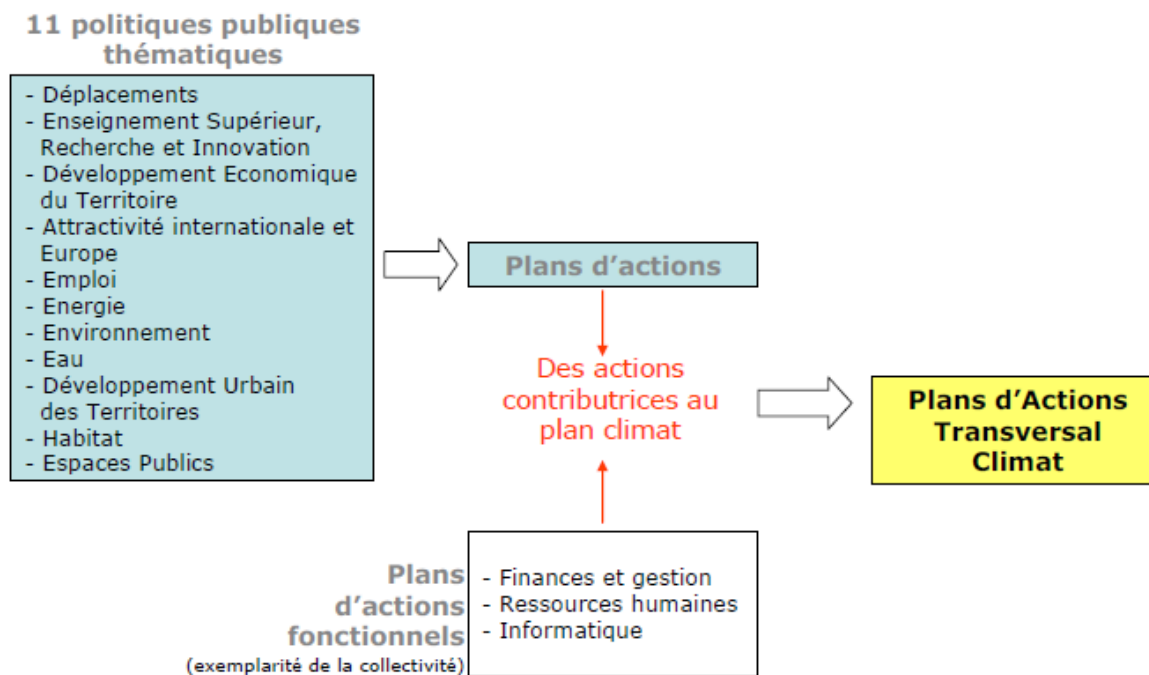 11 politiques publiques
thématiques
- Déplacements
- Enseignement Supérieur,
Recherche et Innovation
- Développement Economique
du Territoire
- Attractivité internationale et
Europe
- Emploi
- Energie
- Environnement
- Eau
- Développement Urbain
des Territoires
- Habitat
- Espaces Publics
Plans d'actions
Des actions
contributrices au
plan climat
Plans d'Actions
Transversal
Climat
Plans
d'actions
fonctionnels
(exemplarité de la collectivité)
- Finances et gestion
- Ressources humaines
- Informatique